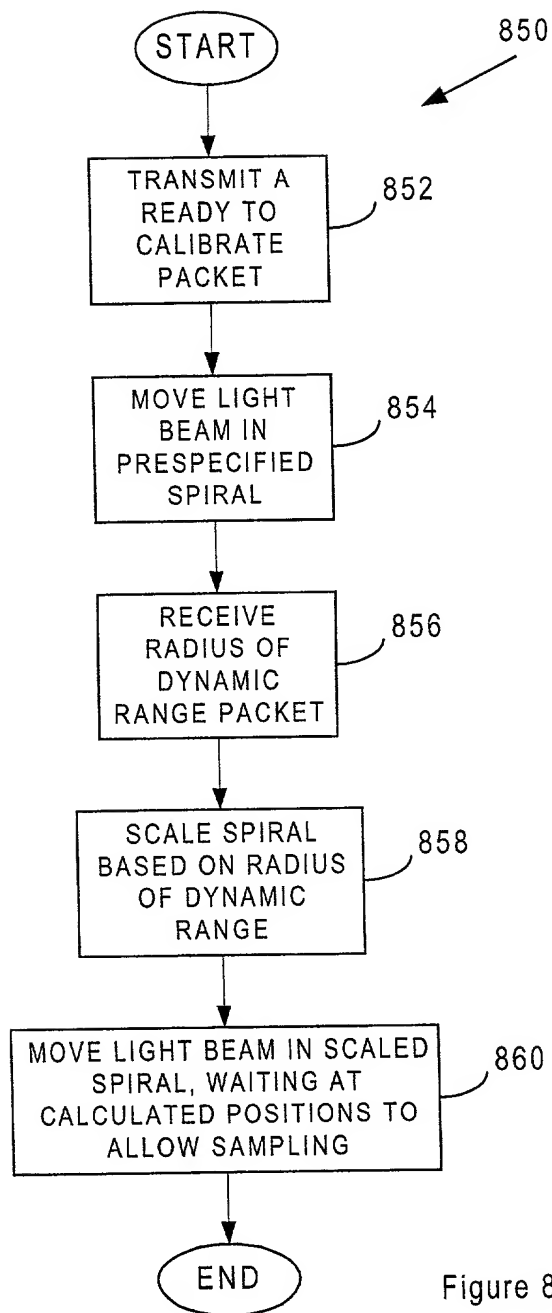 START
850
TRANSMIT A
READY TO
CALIBRATE
PACKET
852
MOVE LIGHT
BEAM IN
PRESPECIFIED
SPIRAL
854
RECEIVE
RADIUS OF
DYNAMIC
RANGE PACKET
856
SCALE SPIRAL
BASED ON RADIUS
OF DYNAMIC
RANGE
858
MOVE LIGHT BEAM IN SCALED
SPIRAL, WAITING AT
CALCULATED POSITIONS TO
ALLOW SAMPLING
860
END
Figure 8